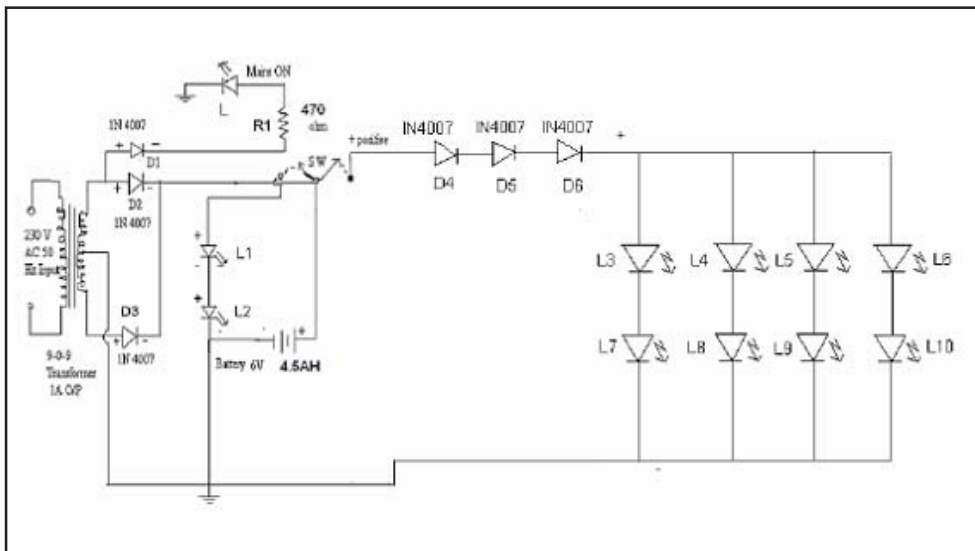 Mains ON
L
470
ohm
R1
1N 4007
+ -
D1
SW
+ positive
IN4007 IN4007 IN4007
+
D4 D5 D6
+ -
D2
1N 4007
230 V
AC 50
Hz Input
+
L1
-
+
L2
-
L3 L4 L5 L6
D3
+ -
1N 4007
+
Battery 6V 4.5AH
L7 L8 L9 L10
9-0-9
Transformer
1A O/P
-